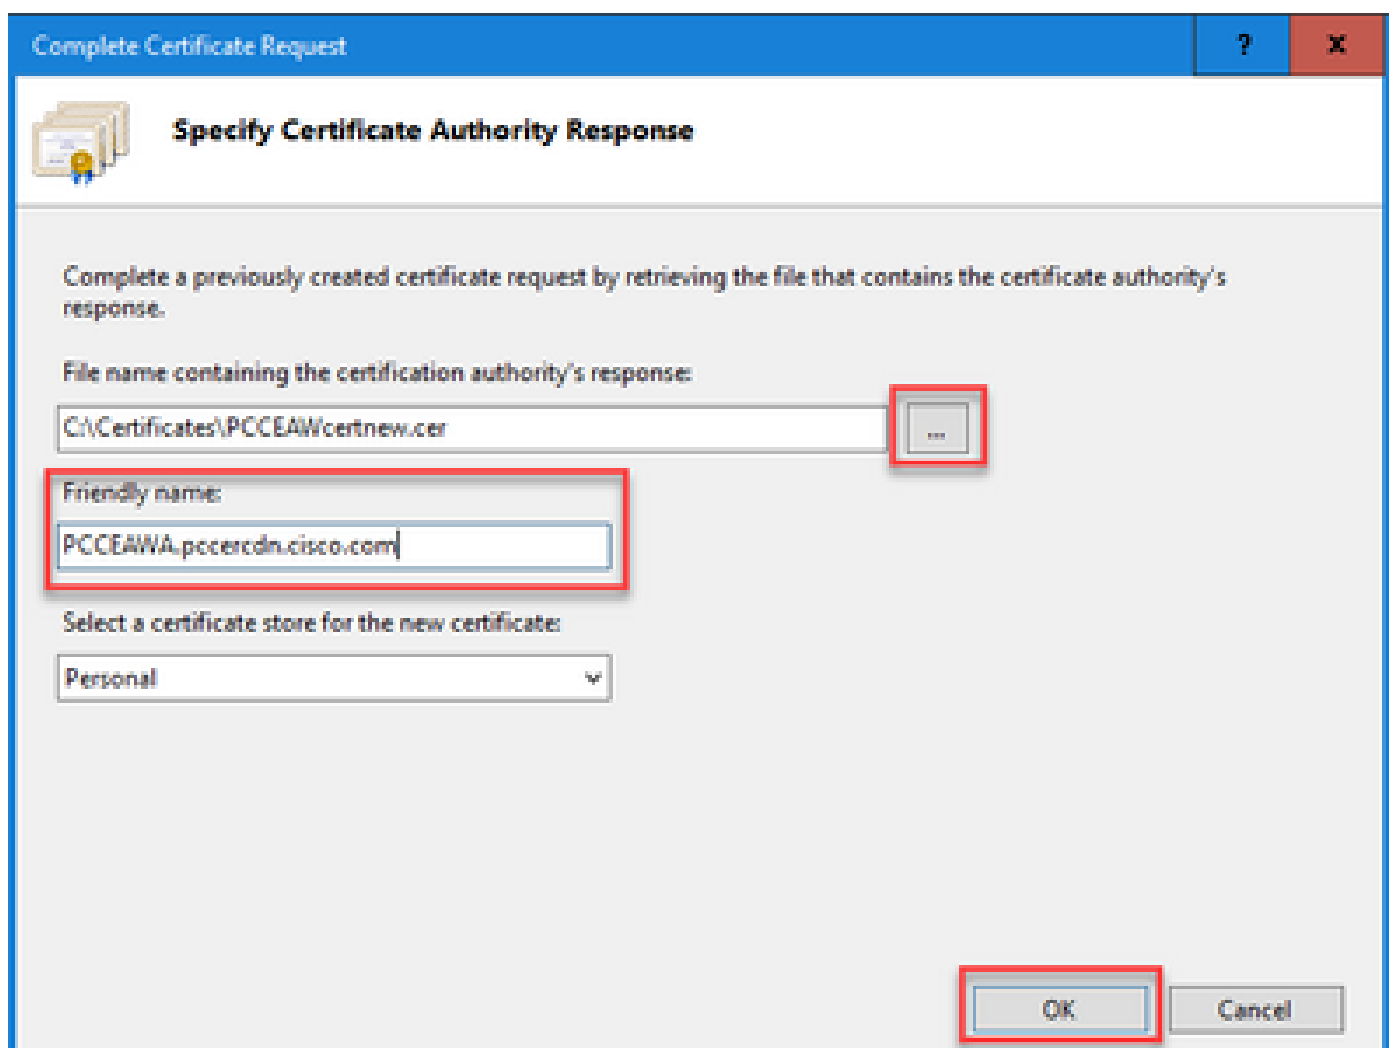 Complete Certificate Request
?
x
Specify Certificate Authority Response
Complete a previously created certificate request by retrieving the file that contains the certificate authority's
response.
File name containing the certification authority's response:
C:\Certificates\PCCEAWcertnew.cer
...
Friendly name:
PCCEAWA.pccercdn.cisco.com
Select a certificate store for the new certificate:
Personal
OK
Cancel